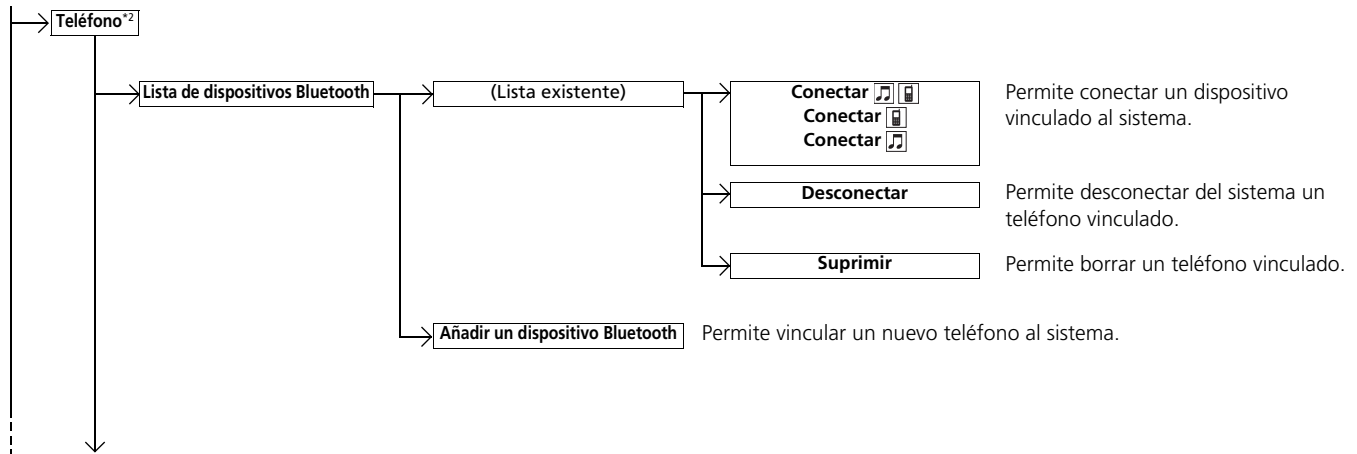 Teléfono*2
Lista de dispositivos Bluetooth
(Lista existente)
Conectar
Conectar
Conectar
Permite conectar un dispositivo
vinculado al sistema.
Desconectar
Permite desconectar del sistema un
teléfono vinculado.
Suprimir
Permite borrar un teléfono vinculado.
Añadir un dispositivo Bluetooth
Permite vincular un nuevo teléfono al sistema.